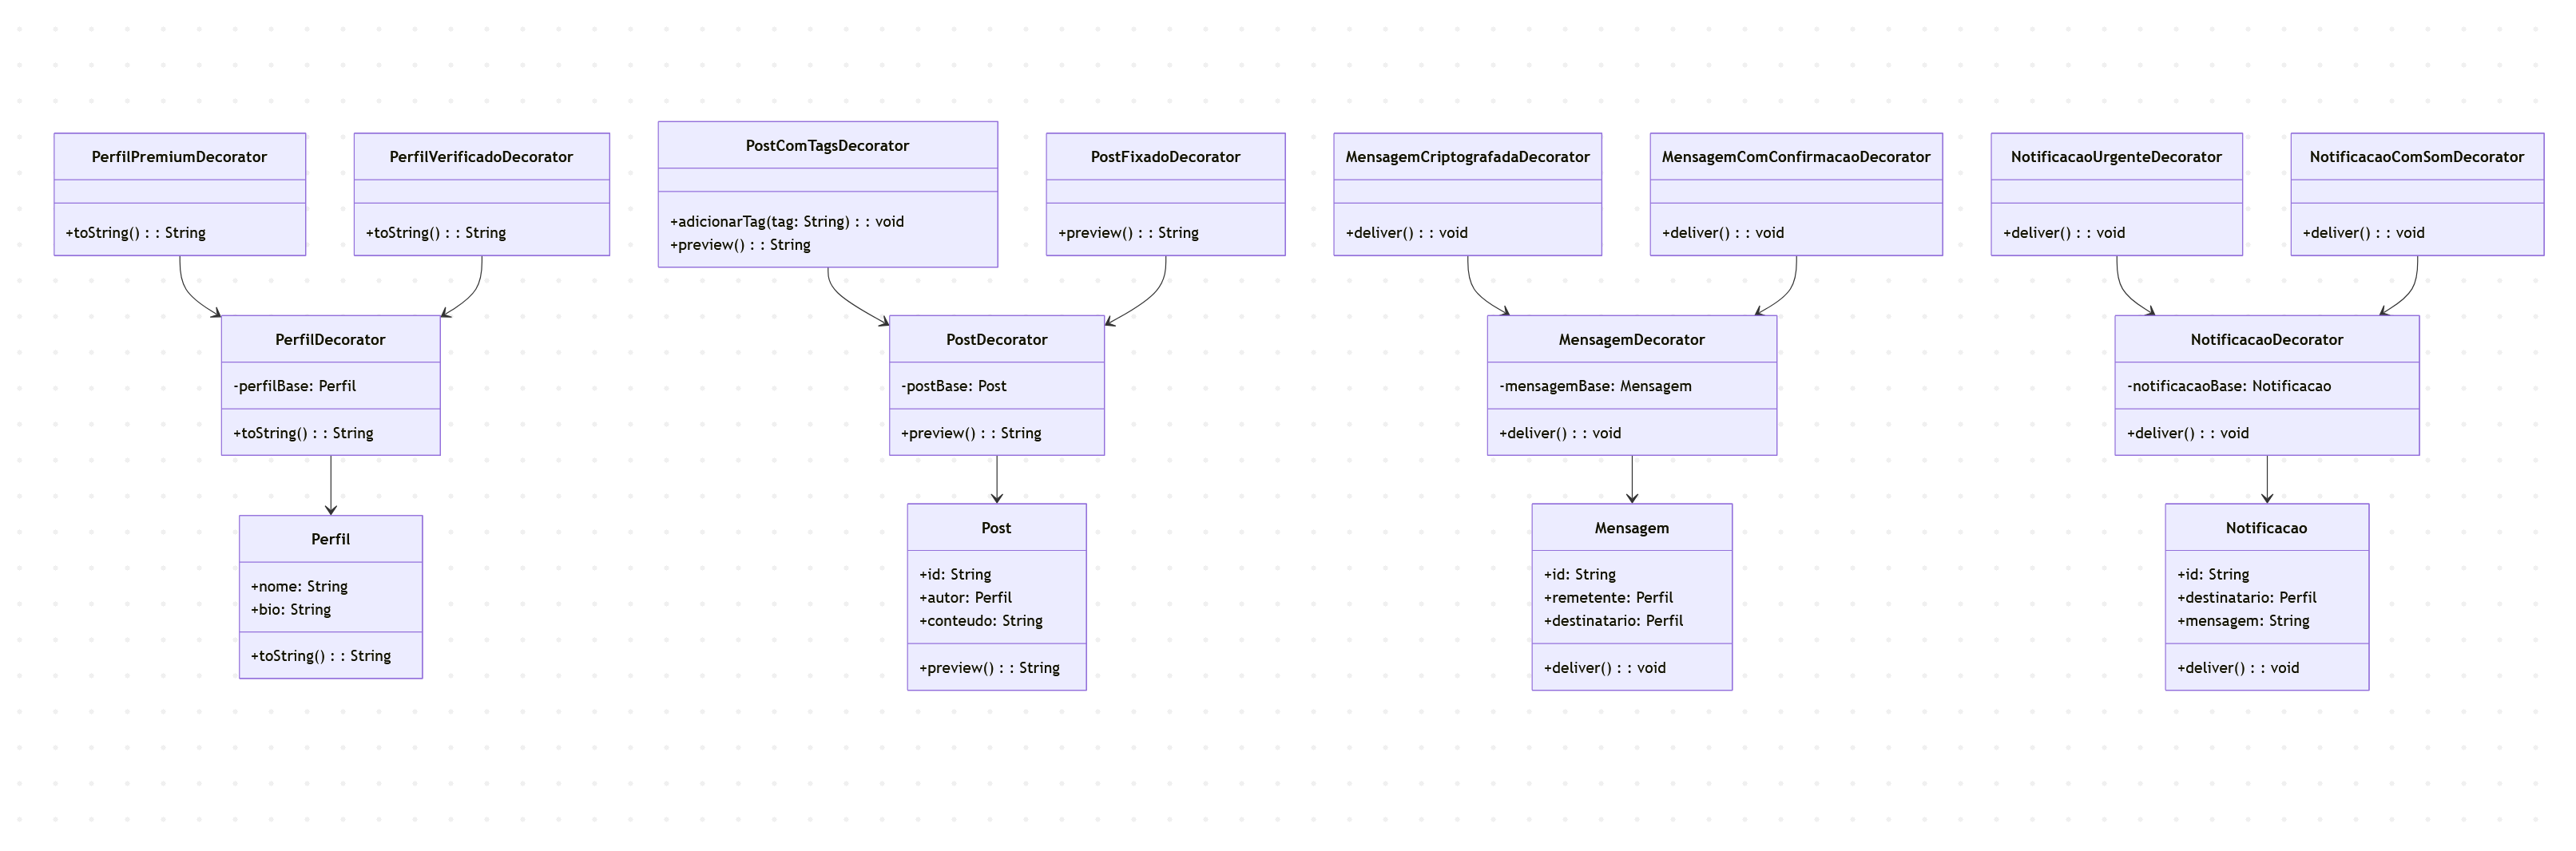 PerfilPremiumDecorator
+toString() : : String
PerfilVerificadoDecorator
+toString() : : String
PostComTagsDecorator
+adicionarTag(tag: String) : : void
+preview() : : String
PostFixadoDecorator
+preview() : : String
MensagemCriptografadaDecorator
+deliver() : : void
MensagemComConfirmacaoDecorator
+deliver() : : void
NotificacaoUrgenteDecorator
+deliver() : : void
NotificacaoComSomDecorator
+deliver() : : void
PerfilDecorator
-perfilBase: Perfil
+toString() : : String
PostDecorator
-postBase: Post
+preview() : : String
MensagemDecorator
-mensagemBase: Mensagem
+deliver() : : void
NotificacaoDecorator
-notificacaoBase: Notificacao
+deliver() : : void
Perfil
+nome: String
+bio: String
+toString() : : String
Post
+id: String
+autor: Perfil
+conteudo: String
+preview() : : String
Mensagem
+id: String
+remetente: Perfil
+destinatario: Perfil
+deliver() : : void
Notificacao
+id: String
+destinatario: Perfil
+mensagem: String
+deliver() : : void